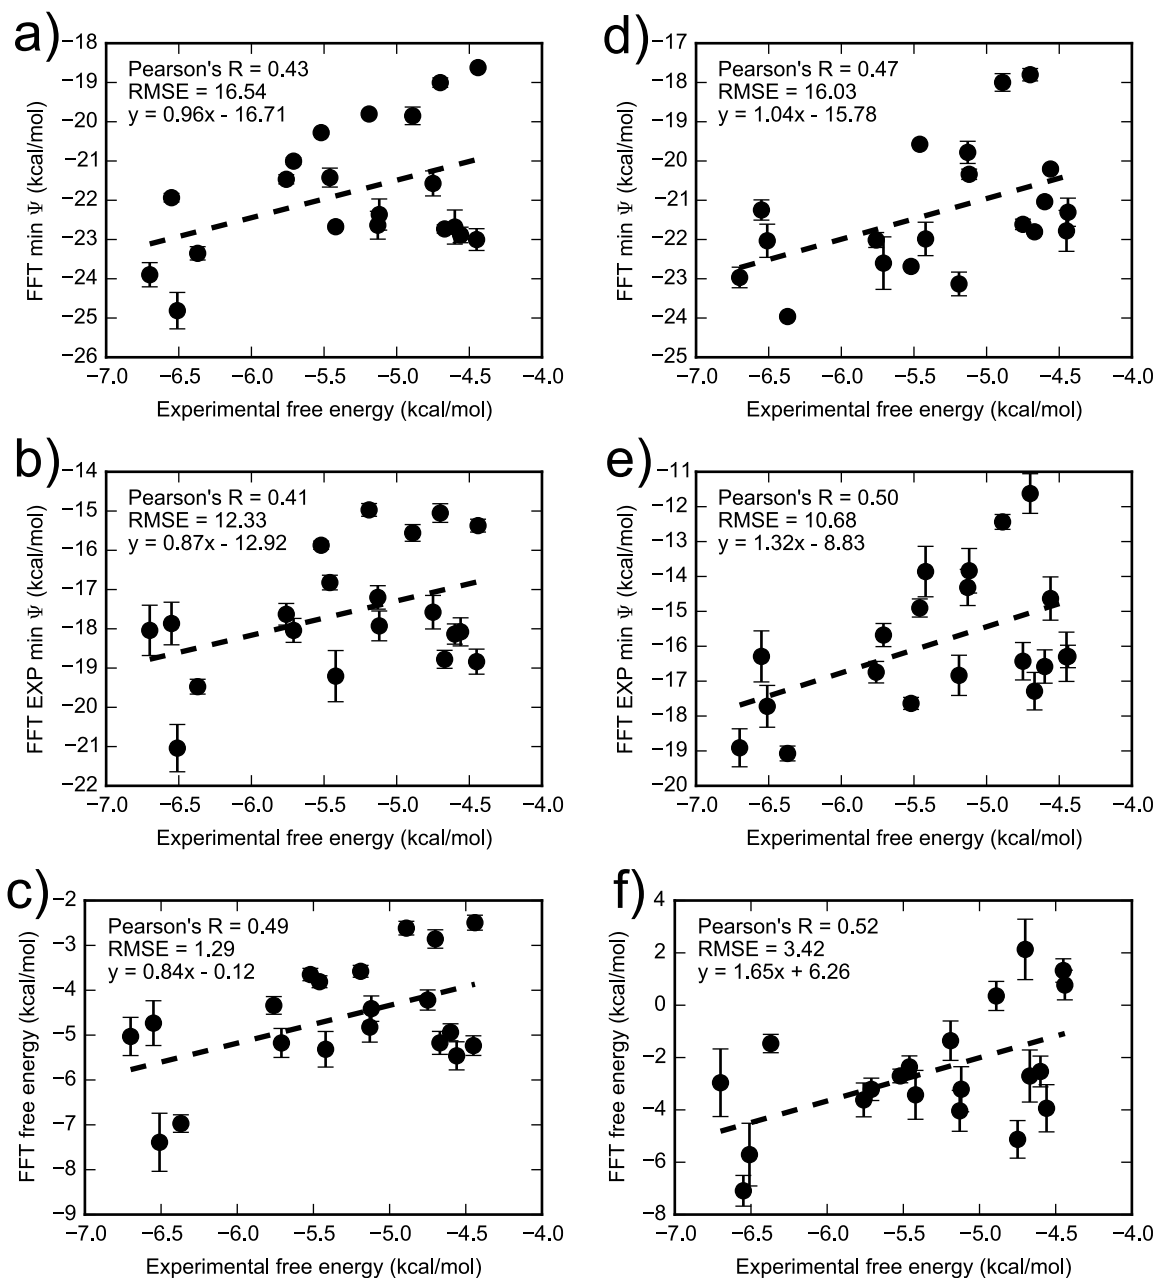 a)
Pearson's R = 0.43
RMSE = 16.54
y = 0.96x - 16.71
FFT min Ψ (kcal/mol)
−18
−19
−20
−21
−22
−23
−24
−25
−26
−7.0 −6.5 −6.0 −5.5 −5.0 −4.5 −4.0
Experimental free energy (kcal/mol)
d)
Pearson's R = 0.47
RMSE = 16.03
y = 1.04x - 15.78
FFT min Ψ (kcal/mol)
−17
−18
−19
−20
−21
−22
−23
−24
−25
−7.0 −6.5 −6.0 −5.5 −5.0 −4.5 −4.0
Experimental free energy (kcal/mol)
b)
Pearson's R = 0.41
RMSE = 12.33
y = 0.87x - 12.92
FFT EXP min Ψ (kcal/mol)
−14
−15
−16
−17
−18
−19
−20
−21
−22
−7.0 −6.5 −6.0 −5.5 −5.0 −4.5 −4.0
Experimental free energy (kcal/mol)
e)
Pearson's R = 0.50
RMSE = 10.68
y = 1.32x - 8.83
FFT EXP min Ψ (kcal/mol)
−11
−12
−13
−14
−15
−16
−17
−18
−19
−20
−7.0 −6.5 −6.0 −5.5 −5.0 −4.5 −4.0
Experimental free energy (kcal/mol)
c)
Pearson's R = 0.49
RMSE = 1.29
y = 0.84x - 0.12
FFT free energy (kcal/mol)
−2
−3
−4
−5
−6
−7
−8
−9
−7.0 −6.5 −6.0 −5.5 −5.0 −4.5 −4.0
Experimental free energy (kcal/mol)
f)
Pearson's R = 0.52
RMSE = 3.42
y = 1.65x + 6.26
FFT free energy (kcal/mol)
4
2
0
−2
−4
−6
−8
−7.0 −6.5 −6.0 −5.5 −5.0 −4.5 −4.0
Experimental free energy (kcal/mol)